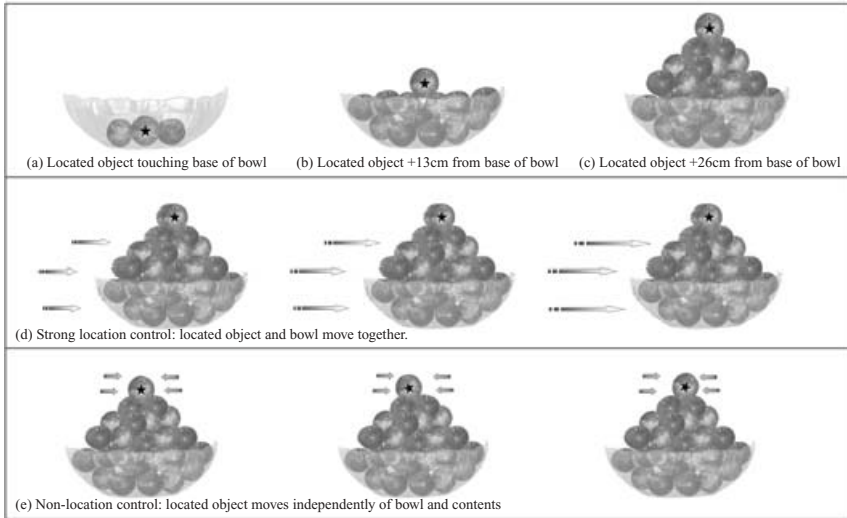 (a) Located object touching base of bowl
(b) Located object +13cm from base of bowl
(c) Located object +26cm from base of bowl
(d) Strong location control: located object and bowl move together.
(e) Non-location control: located object moves independently of bowl and contents